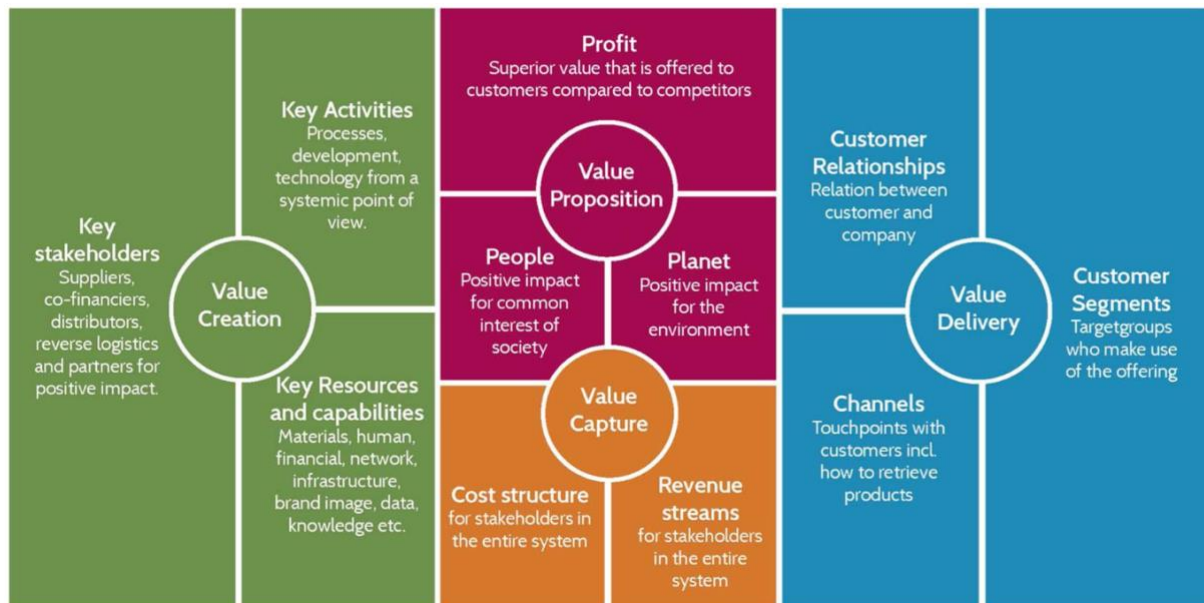 Key
stakeholders
Suppliers,
co-financiers,
distributors,
reverse logistics
and partners for
positive impact.
Value
Creation
Key Activities
Processes,
development,
technology from a
systemic point of
view.
Key Resources
and capabilities
Materials, human,
financial, network,
infrastructure,
brand image, data,
knowledge etc.
Profit
Superior value that is offered to
customers compared to competitors
Value
Proposition
People
Positive impact
for common
interest of
society
Planet
Positive impact
for the
environment
Value
Capture
Cost structure
for stakeholders in
the entire system
Revenue
streams
for stakeholders
in the entire
system
Customer
Relationships
Relation between
customer and
company
Value
Delivery
Channels
Touchpoints with
customers incl.
how to retrieve
products
Customer
Segments
Targetgroups
who make use
of the offering